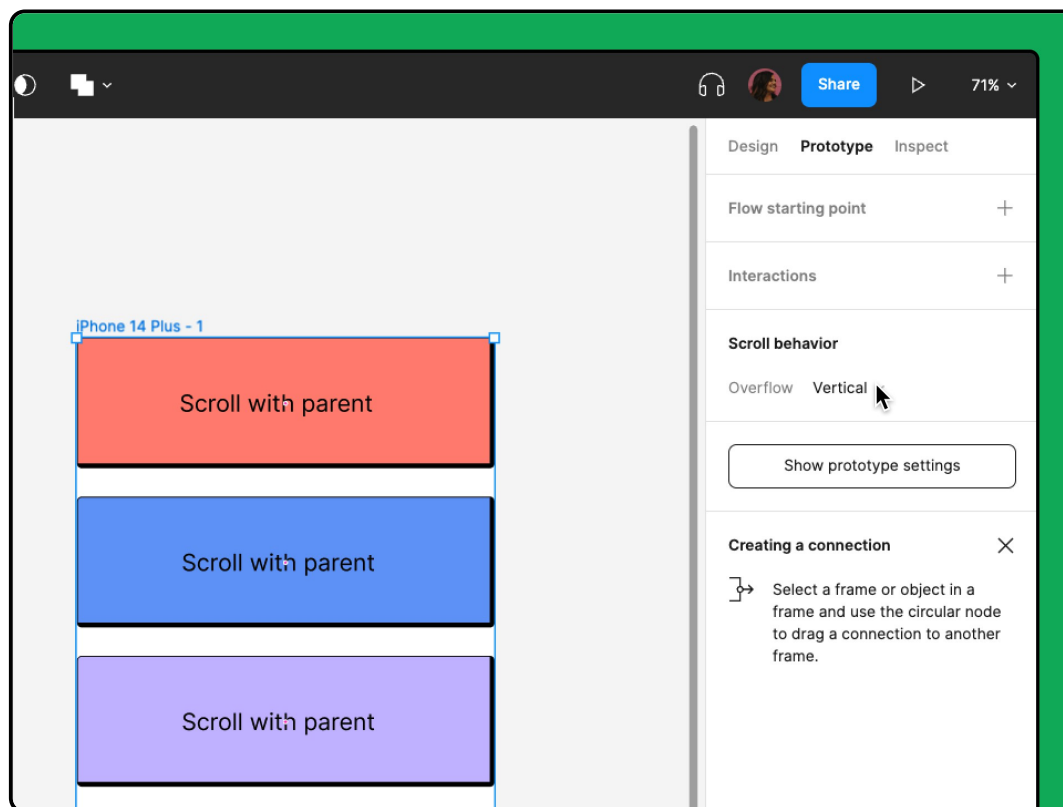 Share
71%
Design Prototype Inspect
Flow starting point
Interactions
iPhone 14 Plus - 1
Scroll behavior
Overflow Vertical
Scroll with parent
Show prototype settings
Creating a connection
Scroll with parent
Select a frame or object in a
frame and use the circular node
to drag a connection to another
frame.
Scroll with parent